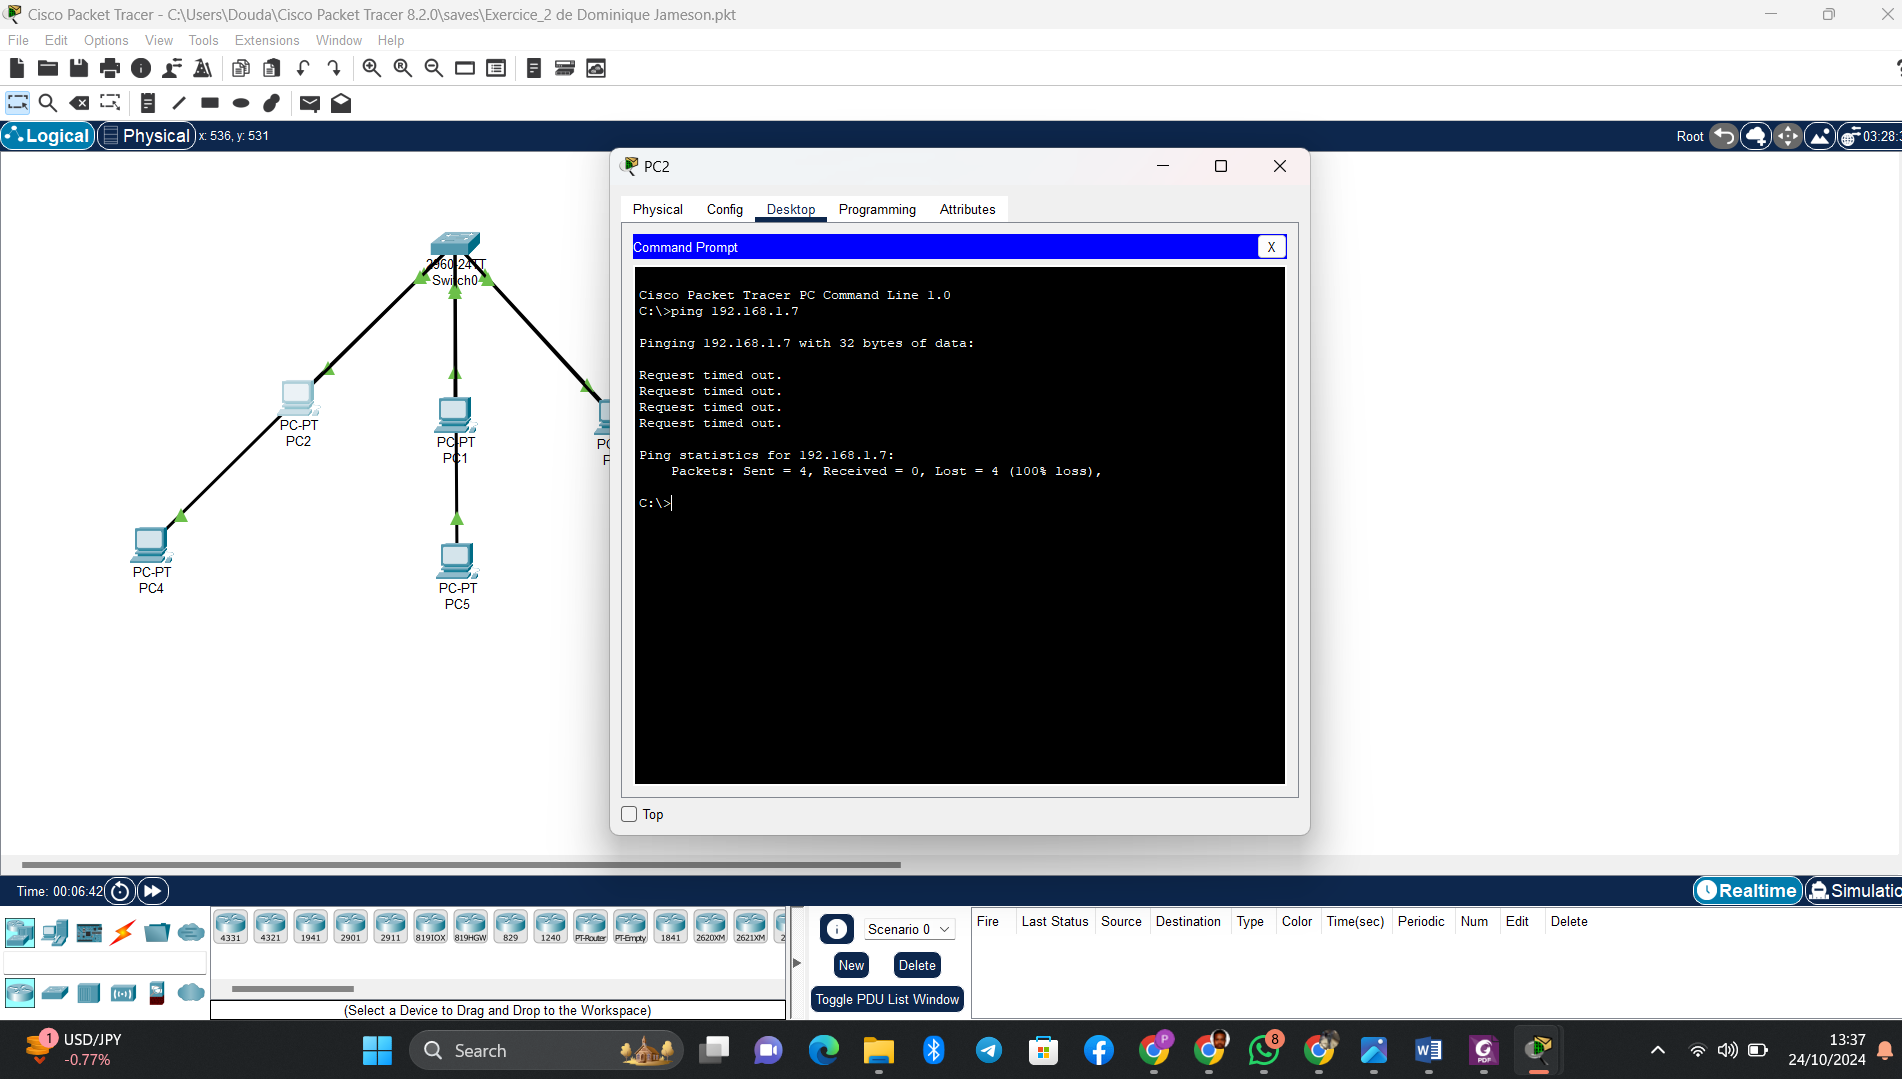 Cisco Packet Tracer - C:\Users\Douda\Cisco Packet Tracer 8.2.0\saves\Exercice_2 de Dominique Jameson.pkt
File Edit Options View Tools Extensions Window Help
Logical Physical x: 536, y: 531
Root 03:28:
PC2
Physical Config Desktop Programming Attributes
Command Prompt X
Cisco Packet Tracer PC Command Line 1.0
C:\>ping 192.168.1.7
Pinging 192.168.1.7 with 32 bytes of data:
Request timed out.
Request timed out.
Request timed out.
Request timed out.
Ping statistics for 192.168.1.7:
Packets: Sent = 4, Received = 0, Lost = 4 (100% loss),
C:\>
Top
2960-24TT
Switch0
PC-PT
PC2
PC-PT
PC1
PC-PT
PC4
PC-PT
PC5
Time: 00:06:42
Realtime Simulatio
4331 4321 1941 2901 2911 819IOX 819HGW 829 1240 PT-Router PT-Empty 1841 2620XM 2621XM
(Select a Device to Drag and Drop to the Workspace)
Scenario 0
New Delete
Toggle PDU List Window
Fire Last Status Source Destination Type Color Time(sec) Periodic Num Edit Delete
1 USD/JPY
-0.77%
Search
P
8
PDF
13:37
24/10/2024